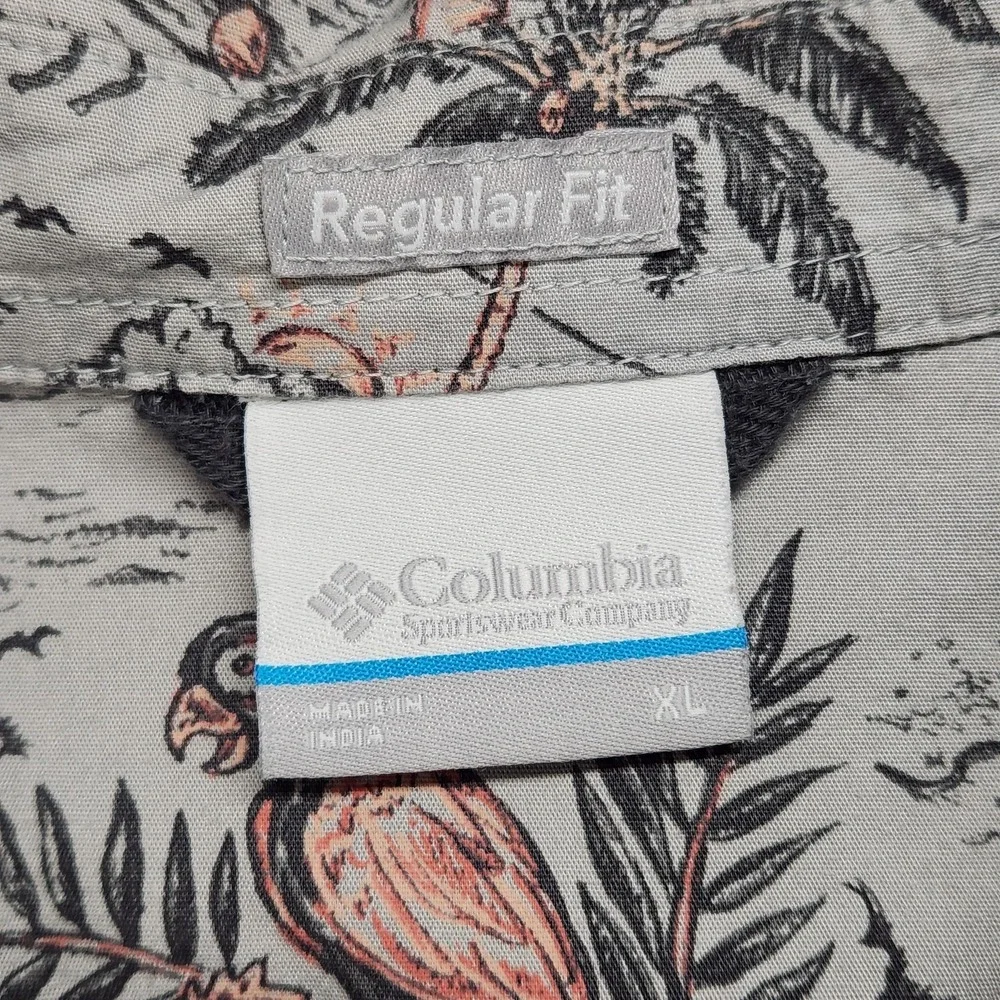 Regular Fit
Columbia
Sportswear Company
MADE IN
INDIA
XL